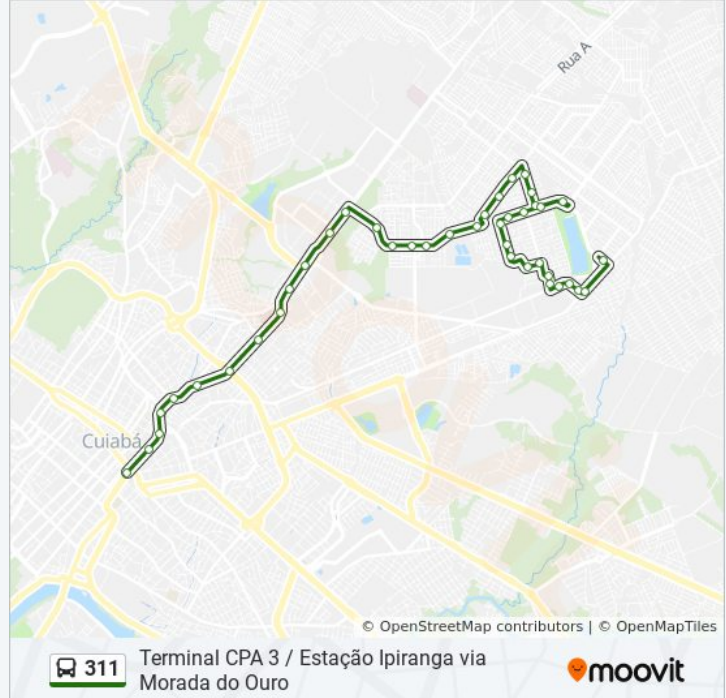 Rua A
Cuiabá
© OpenStreetMap contributors | © OpenMapTiles
311
Terminal CPA 3 / Estação Ipiranga via
Morada do Ouro
moovit